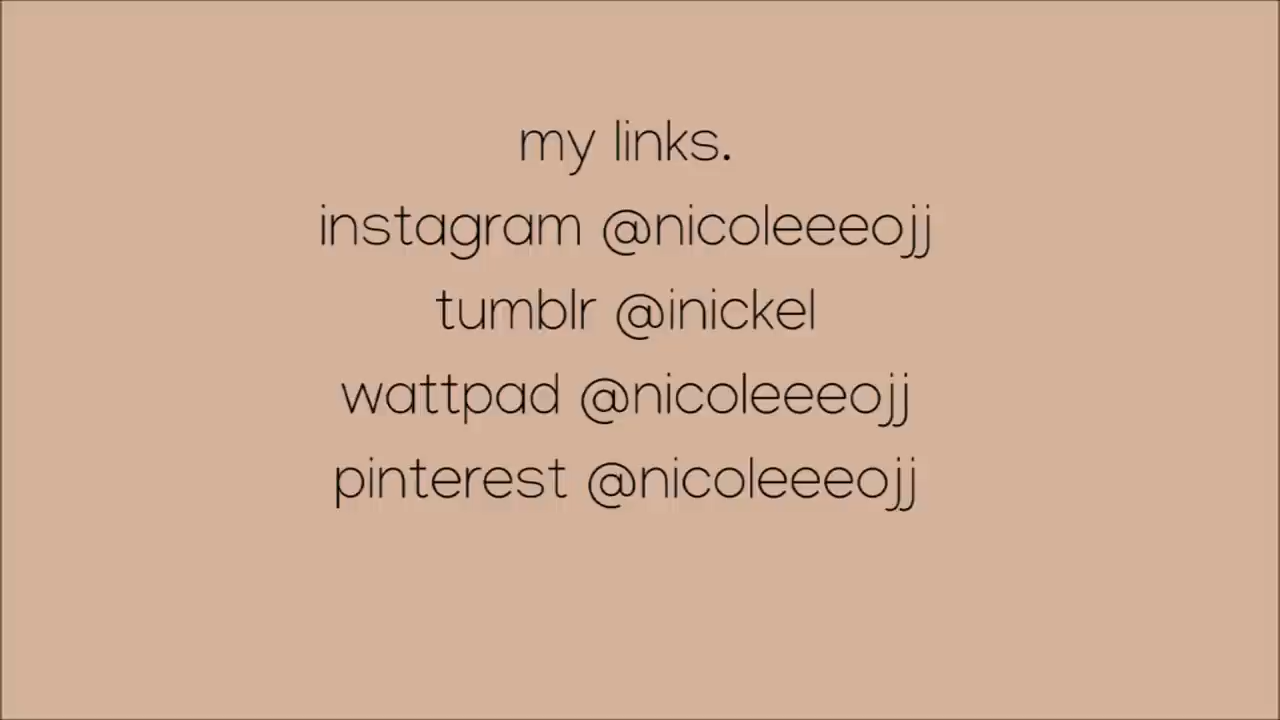 my links.
instagram @nicoleeeojj
tumblr @inickel
wattpad @nicoleeeojj
pinterest @nicoleeeojj